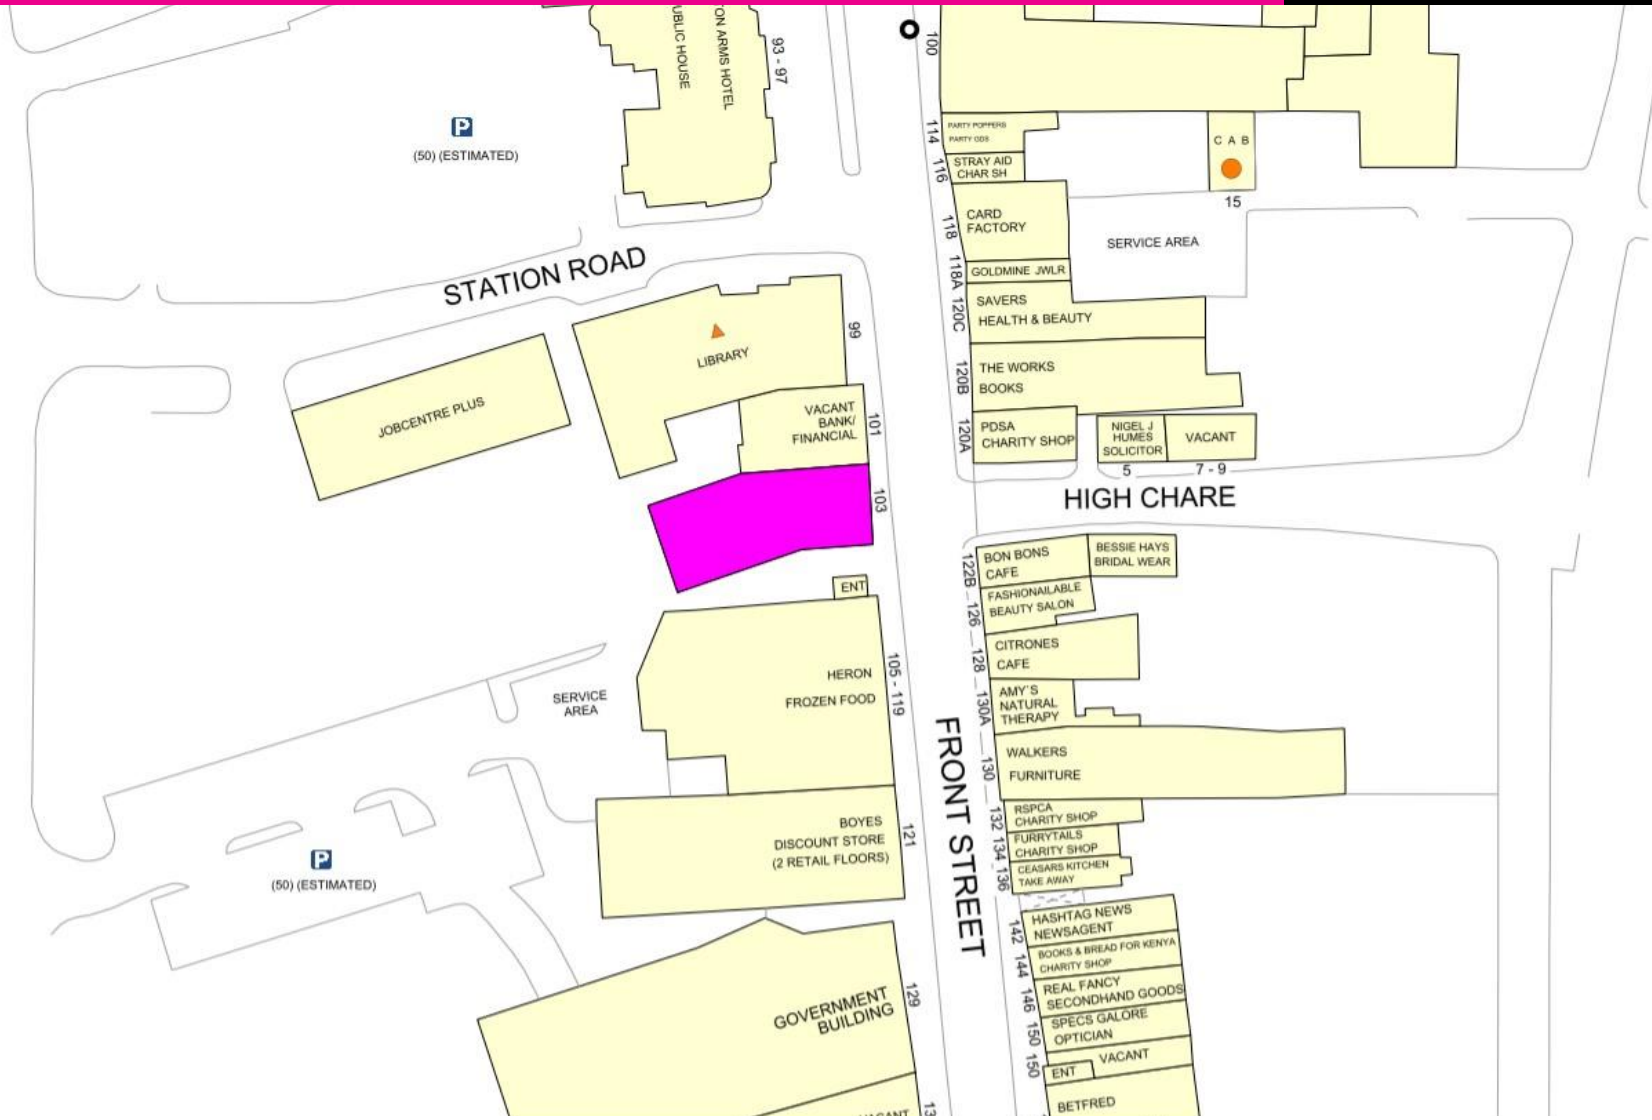 PUBLIC HOUSE
ARMS HOTEL
93 - 97
100
P
(50) (ESTIMATED)
114
PARTY POPPERS
PARTY GDS
C A B
116
STRAY AID
CHAR SH
15
118
CARD
FACTORY
SERVICE AREA
STATION ROAD
118A
GOLDMINE JWLR
120C
SAVERS
HEALTH & BEAUTY
99
LIBRARY
120B
THE WORKS
BOOKS
JOBCENTRE PLUS
VACANT
BANK/
FINANCIAL
101
120A
PDSA
CHARITY SHOP
NIGEL J
HUMES
SOLICITOR
VACANT
5
7 - 9
103
HIGH CHARE
122B
BON BONS
CAFE
BESSIE HAYS
BRIDAL WEAR
ENT
126
FASHIONAILABLE
BEAUTY SALON
128
CITRONES
CAFE
HERON
FROZEN FOOD
105 - 119
SERVICE
AREA
130A
AMY'S
NATURAL
THERAPY
FRONT STREET
130
WALKERS
FURNITURE
BOYES
DISCOUNT STORE
(2 RETAIL FLOORS)
121
132
RSPCA
CHARITY SHOP
134
FURRYTAILS
CHARITY SHOP
136
CEASARS KITCHEN
TAKE AWAY
P
(50) (ESTIMATED)
142
HASHTAG NEWS
NEWSAGENT
144
BOOKS & BREAD FOR KENYA
CHARITY SHOP
146
REAL FANCY
SECONDHAND GOODS
GOVERNMENT
BUILDING
129
150
SPECS GALORE
OPTICIAN
150
VACANT
ENT
BETFRED